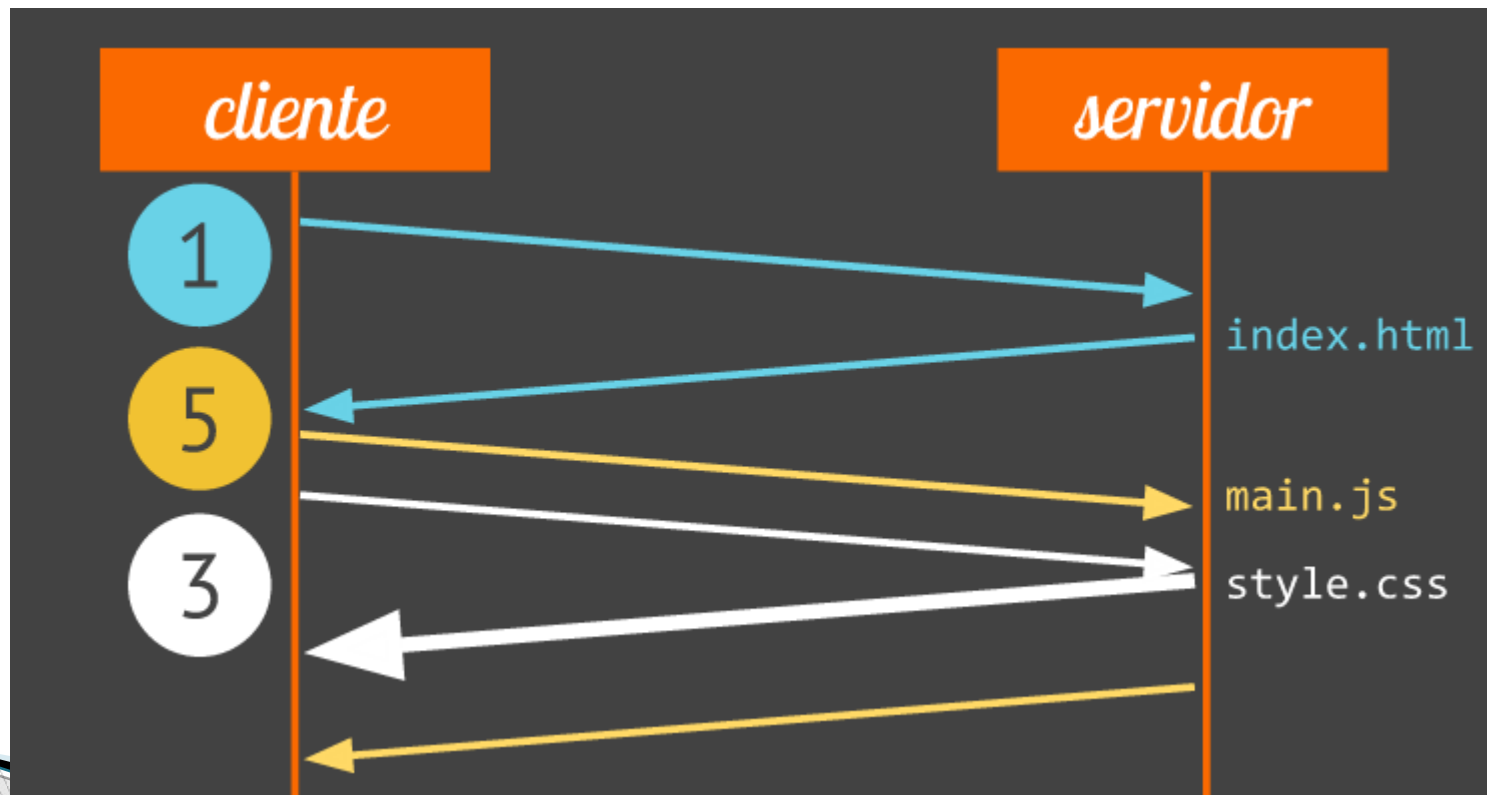 cliente
servidor
1
index.html
5
main.js
3
style.css